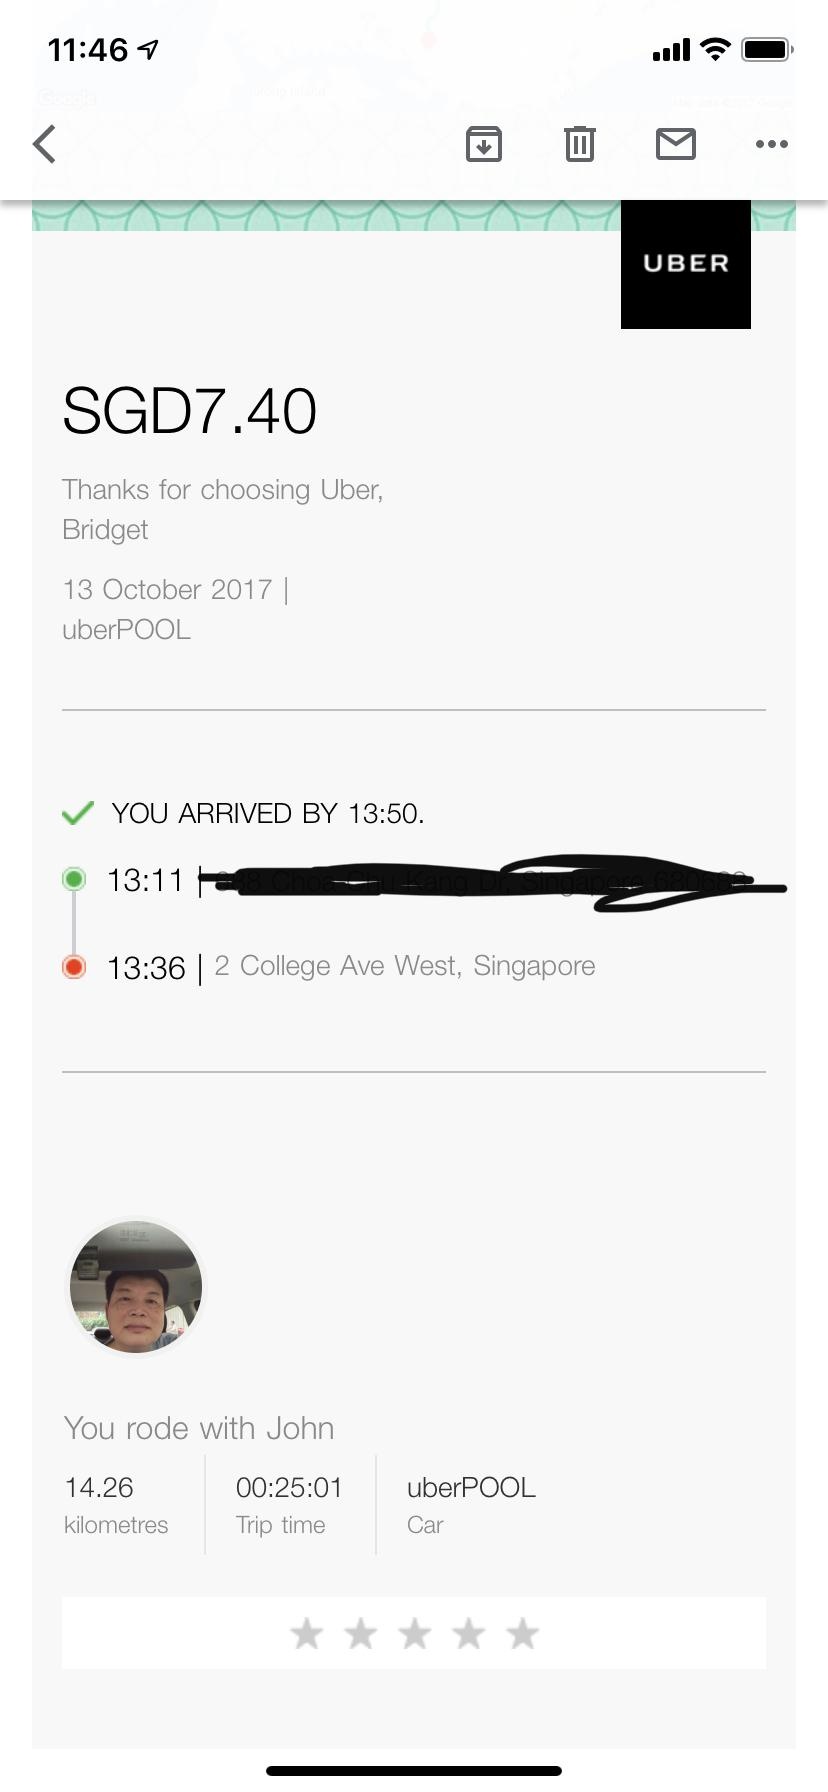 11:46
Google
UBER
SGD7.40
Thanks for choosing Uber,
Bridget
13 October 2017 |
uberPOOL
YOU ARRIVED BY 13:50.
13:11 |
13:36 | 2 College Ave West, Singapore
You rode with John
14.26 00:25:01 uberPOOL
kilometres Trip time Car